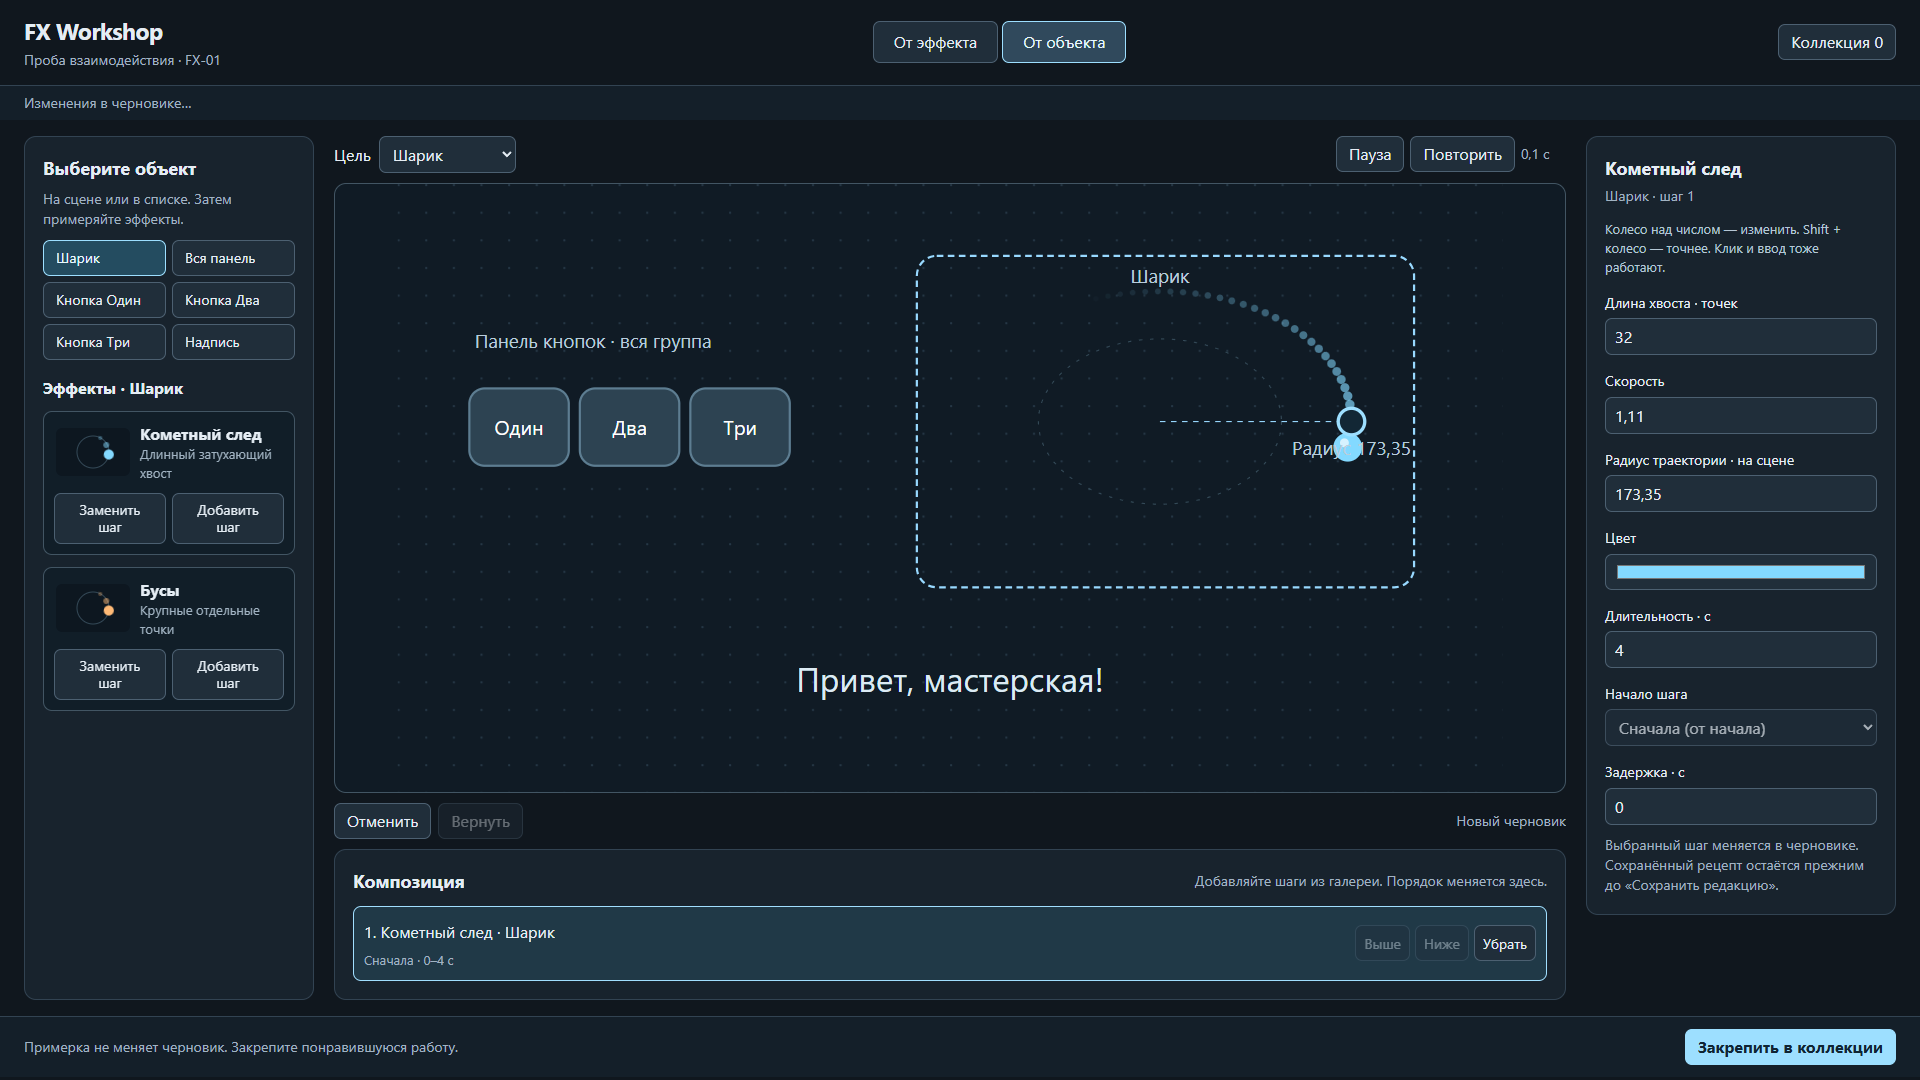 FX Workshop
Проба взаимодействия · FX-01
От эффекта
От объекта
Коллекция 0
Изменения в черновике...
Выберите объект
На сцене или в списке. Затем
примеряйте эффекты.
Шарик
Вся панель
Кнопка Один
Кнопка Два
Кнопка Три
Надпись
Эффекты · Шарик
Кометный след
Длинный затухающий
хвост
Заменить
шаг
Добавить
шаг
Бусы
Крупные отдельные
точки
Заменить
шаг
Добавить
шаг
Цель
Шарик
Пауза
Повторить
0,1 с
Шарик
Панель кнопок · вся группа
Один
Два
Три
173,35
Привет, мастерская!
Отменить
Вернуть
Новый черновик
Композиция
Добавляйте шаги из галереи. Порядок меняется здесь.
1. Кометный след · Шарик
Сначала · 0–4 с
Выше
Ниже
Убрать
Кометный след
Шарик · шаг 1
Колесо над числом — изменить. Shift +
колесо — точнее. Клик и ввод тоже
работают.
Длина хвоста · точек
32
Скорость
1,11
Радиус траектории · на сцене
173,35
Цвет
Длительность · с
4
Начало шага
Сначала (от начала)
Задержка · с
0
Выбранный шаг меняется в черновике.
Сохранённый рецепт остаётся прежним
до «Сохранить редакцию».
Примерка не меняет черновик. Закрепите понравившуюся работу.
Закрепить в коллекции